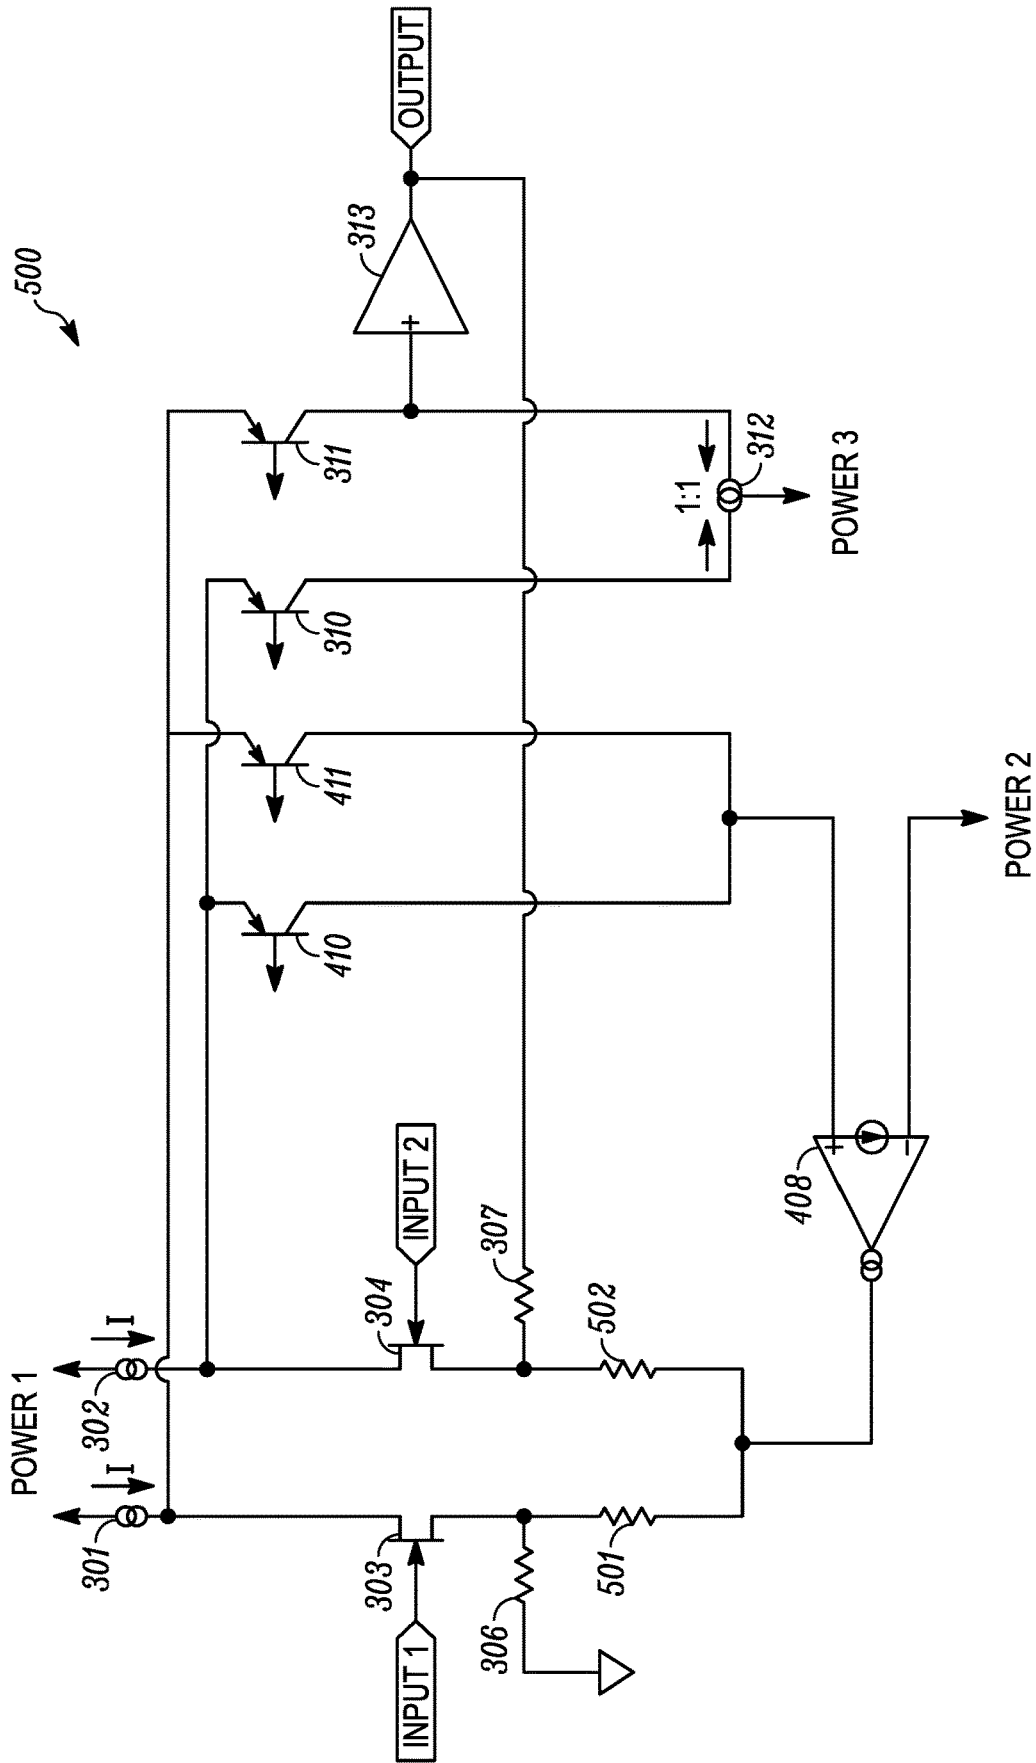 500
POWER 1
301
I
302
I
INPUT 1
303
304
INPUT 2
306
307
501
502
410
411
310
311
313
+
OUTPUT
1:1
312
POWER 3
408
+
−
POWER 2